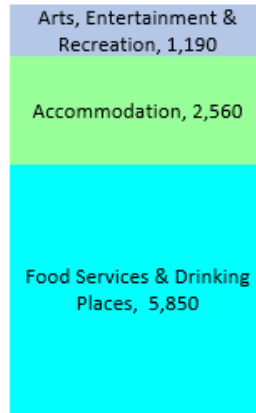 Arts, Entertainment &
Recreation, 1,190
Accommodation, 2,560
Food Services & Drinking
Places,  5,850